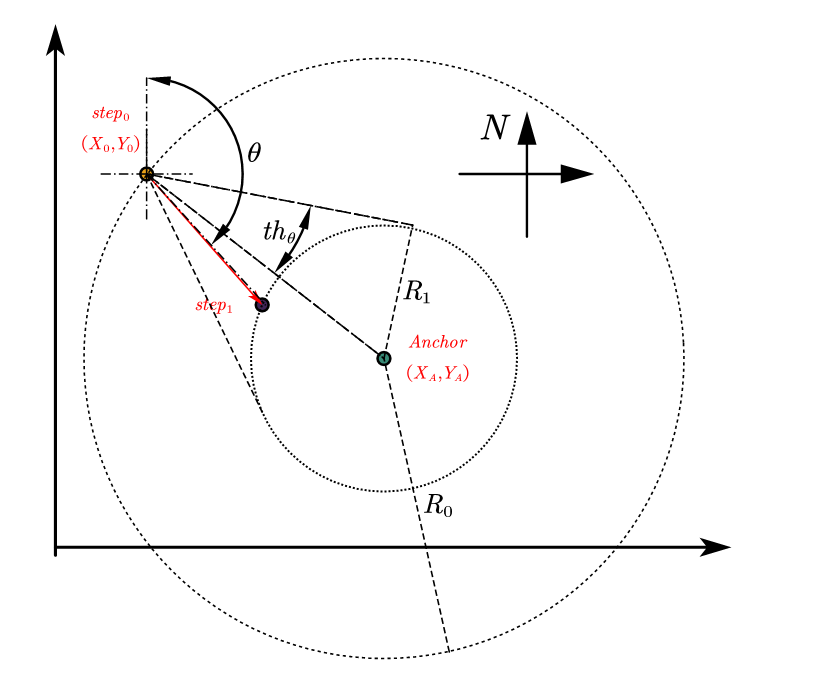 step₀
(X₀,Y₀)
N
θ
th_θ
step₁
R₁
Anchor
(X_A,Y_A)
R₀